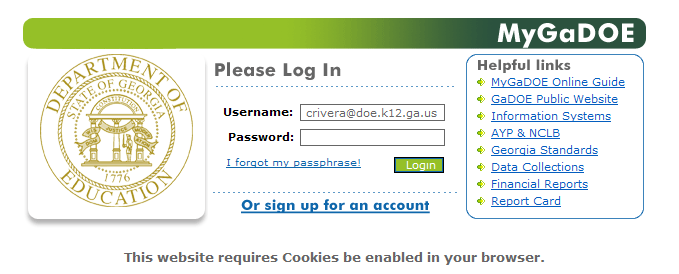 MyGaDOE
DEPARTMENT OF EDUCATION
STATE OF GEORGIA
CONSTITUTION
1776
Please Log In
Username: crivera@doe.k12.ga.us
Password:
I forgot my passphrase!
Login
Or sign up for an account
Helpful links
MyGaDOE Online Guide
GaDOE Public Website
Information Systems
AYP & NCLB
Georgia Standards
Data Collections
Financial Reports
Report Card
This website requires Cookies be enabled in your browser.